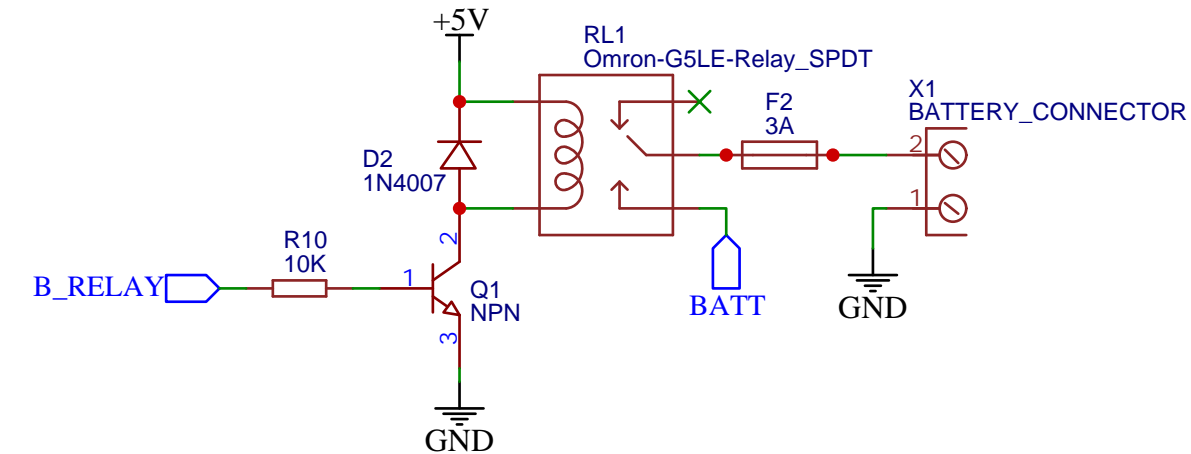 +5V
RL1
Omron-G5LE-Relay_SPDT
F2
3A
X1
BATTERY_CONNECTOR
2
1
D2
1N4007
2
R10
10K
B_RELAY
1
Q1
NPN
3
BATT
GND
GND